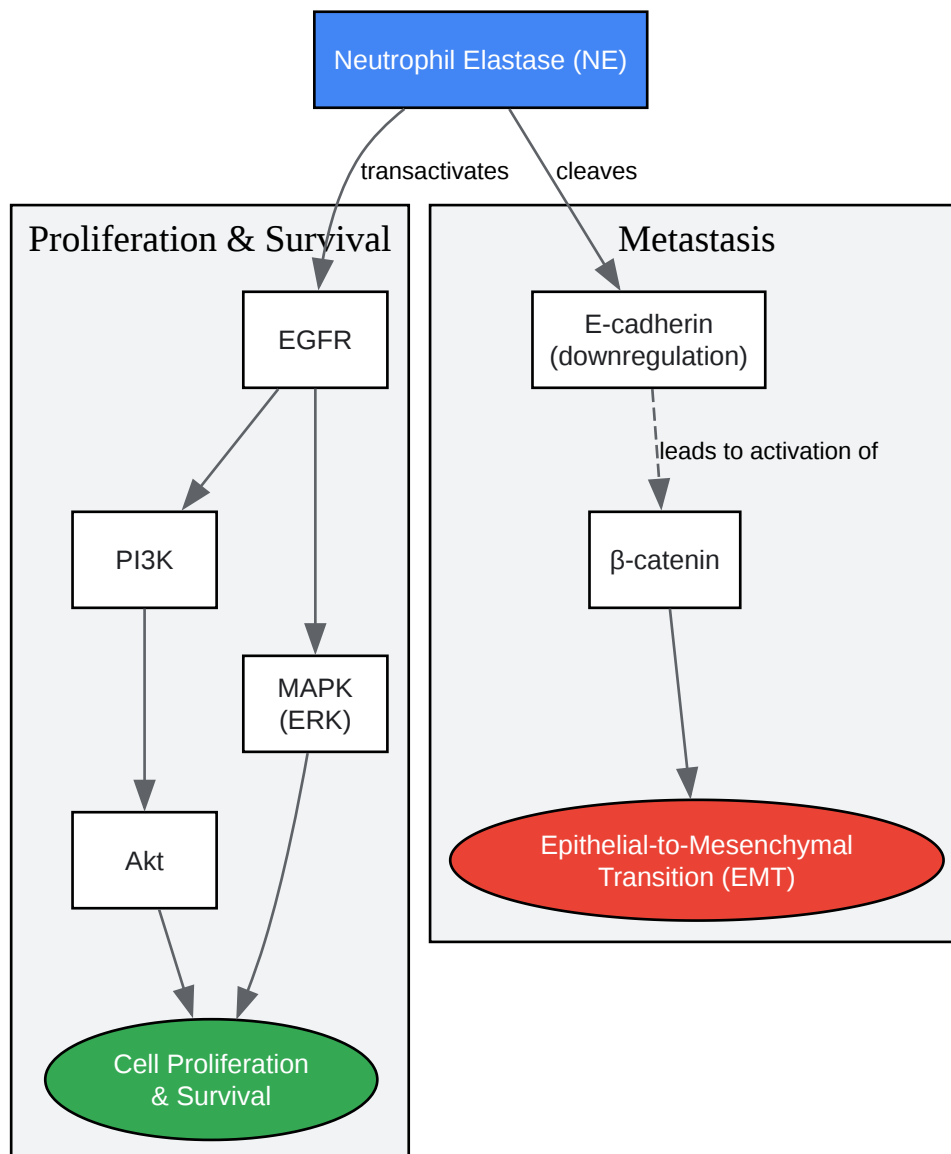 Neutrophil Elastase (NE)
transactivates
cleaves
Proliferation & Survival
Metastasis
EGFR
E-cadherin
(downregulation)
leads to activation of
PI3K
β-catenin
MAPK
(ERK)
Akt
Epithelial-to-Mesenchymal
Transition (EMT)
Cell Proliferation
& Survival